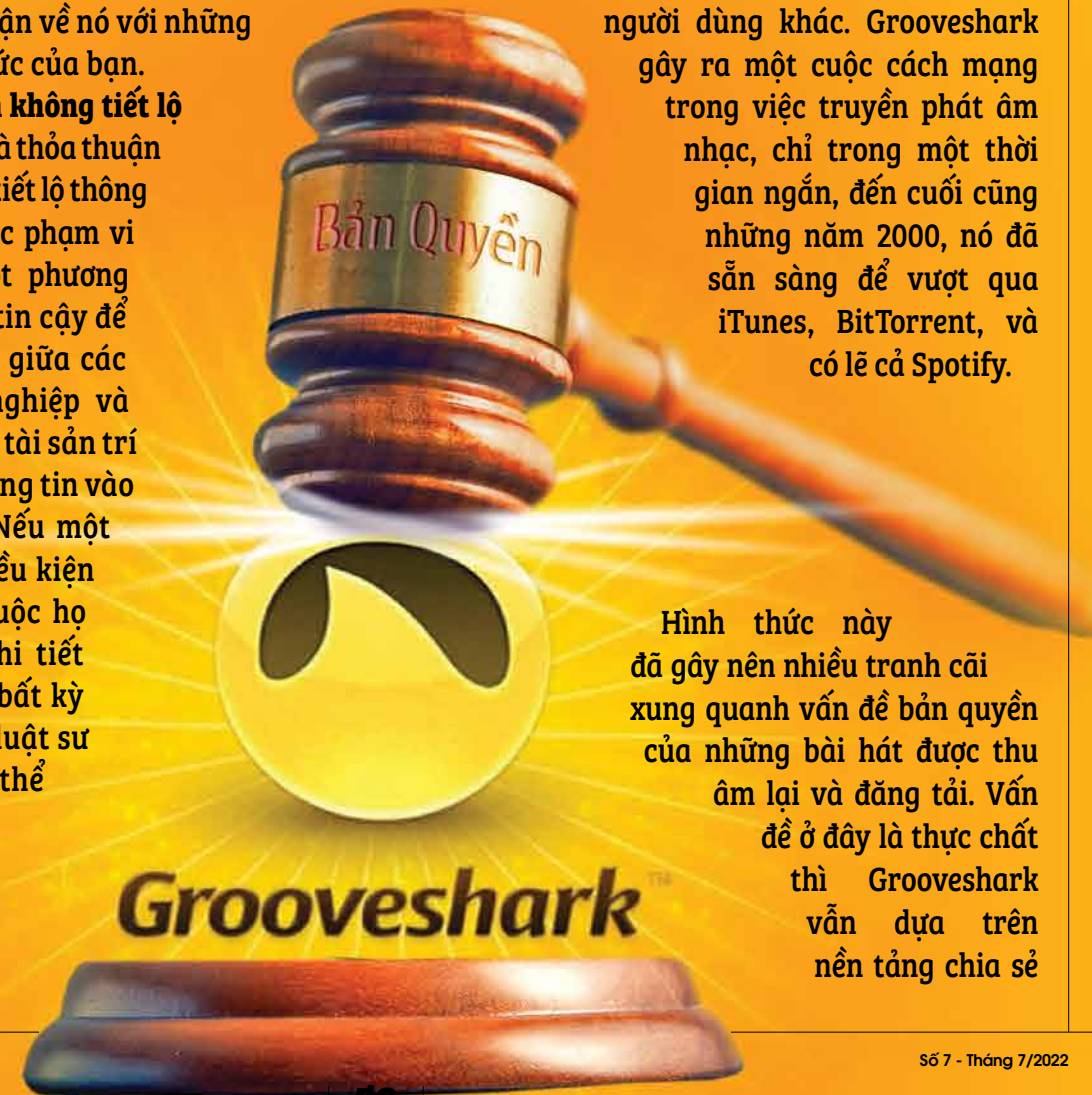 ận về nó với những
ức của bạn.
không tiết lộ
à thỏa thuận
tiết lộ thông
c phạm vi
t phương
tin cậy để
giữa các
nghiệp và
tài sản trí
ng tin vào
Nếu một
ều kiện
uộc họ
hi tiết
bất kỳ
luật sư
thể
Bản Quyền
Grooveshark
TM
người dùng khác. Grooveshark
gây ra một cuộc cách mạng
trong việc truyền phát âm
nhạc, chỉ trong một thời
gian ngắn, đến cuối cũng
những năm 2000, nó đã
sẵn sàng để vượt qua
iTunes, BitTorrent, và
có lẽ cả Spotify.
Hình thức này
đã gây nên nhiều tranh cãi
xung quanh vấn đề bản quyền
của những bài hát được thu
âm lại và đăng tải. Vấn
đề ở đây là thực chất
thì Grooveshark
vẫn dựa trên
nền tảng chia sẻ
Số 7 - Tháng 7/2022